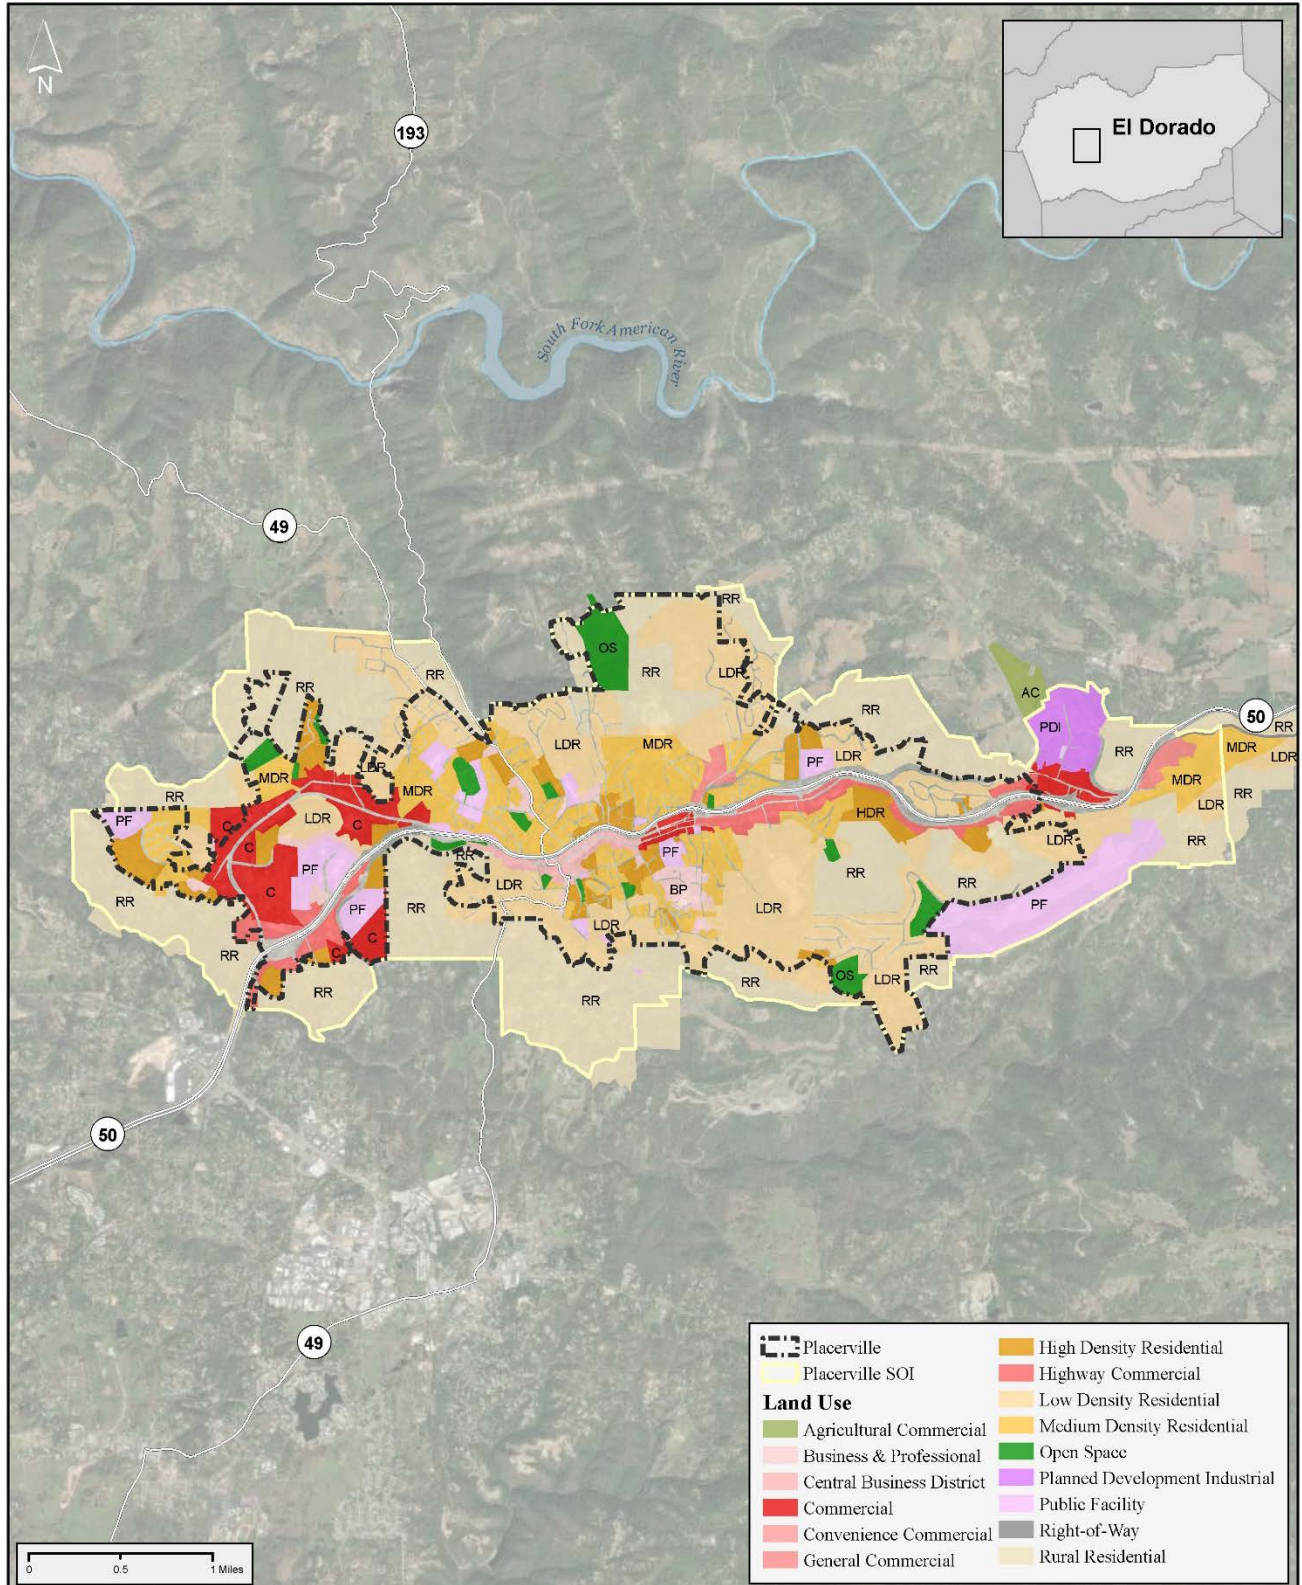 N
193
El Dorado
South Fork American River
49
RR
OS
RR
RR
LDR
RR
RR
AC
50
PDI
RR
RR
LDR
MDR
MDR
LDR
LDR
PF
MDR
LDR
MDR
MDR
RR
RR
PF
C
LDR
C
HDR
LDR
LDR
C
RR
RR
PF
PF
RR
RR
C
LDR
BP
RR
RR
LDR
PF
PF
C
LDR
RR
C
RR
OS
LDR
RR
RR
RR
RR
50
49
Placerville
Placerville SOI
Land Use
Agricultural Commercial
Business & Professional
Central Business District
Commercial
Convenience Commercial
General Commercial
High Density Residential
Highway Commercial
Low Density Residential
Medium Density Residential
Open Space
Planned Development Industrial
Public Facility
Right-of-Way
Rural Residential
0 0.5 1 Miles